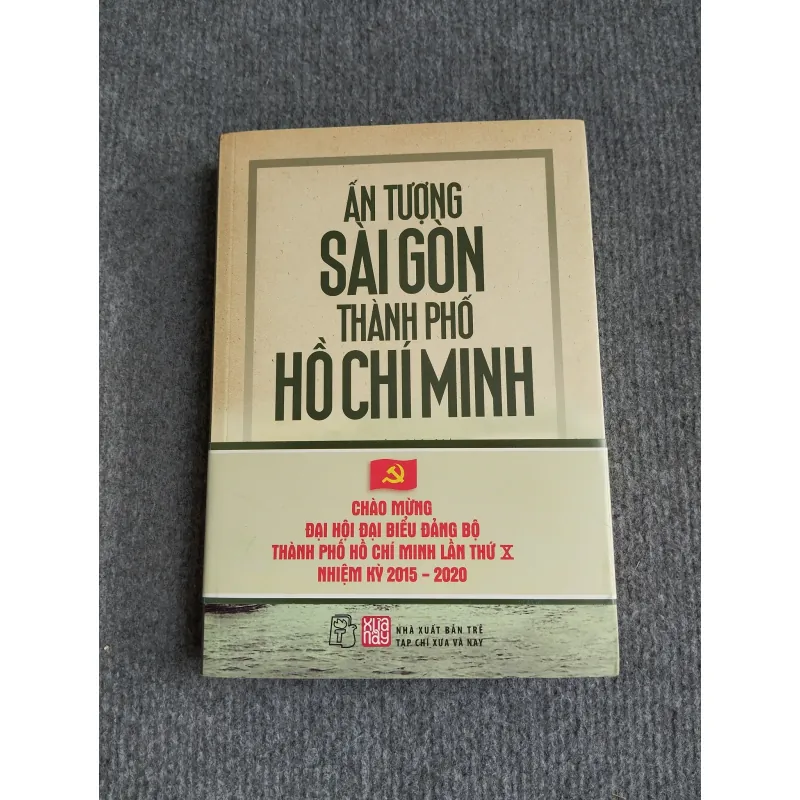 ẤN TƯỢNG
SÀI GÒN
THÀNH PHỐ
HỒ CHÍ MINH
CHÀO MỪNG
ĐẠI HỘI ĐẠI BIỂU ĐẢNG BỘ
THÀNH PHỐ HỒ CHÍ MINH LẦN THỨ X
NHIỆM KỲ 2015 - 2020
T
XƯA
&
NAY
NHÀ XUẤT BẢN TRẺ
TẠP CHÍ XƯA VÀ NAY